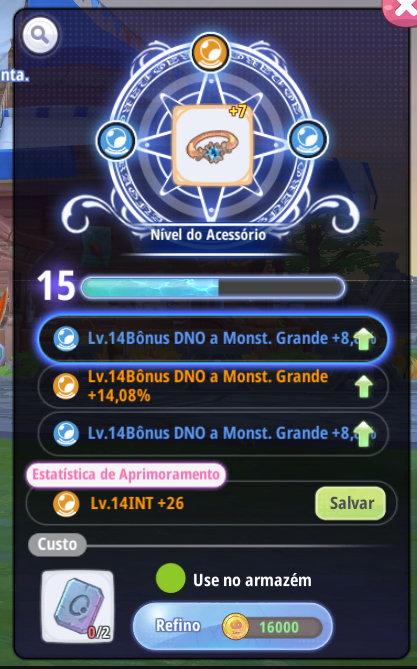 nta.
+7
Nível do Acessório
15
Lv.14Bônus DNO a Monst. Grande +8,
Lv.14Bônus DNO a Monst. Grande
+14,08%
Lv.14Bônus DNO a Monst. Grande +8,
Estatística de Aprimoramento
Lv.14INT +26
Salvar
Custo
0/2
Use no armazém
Refino
16000